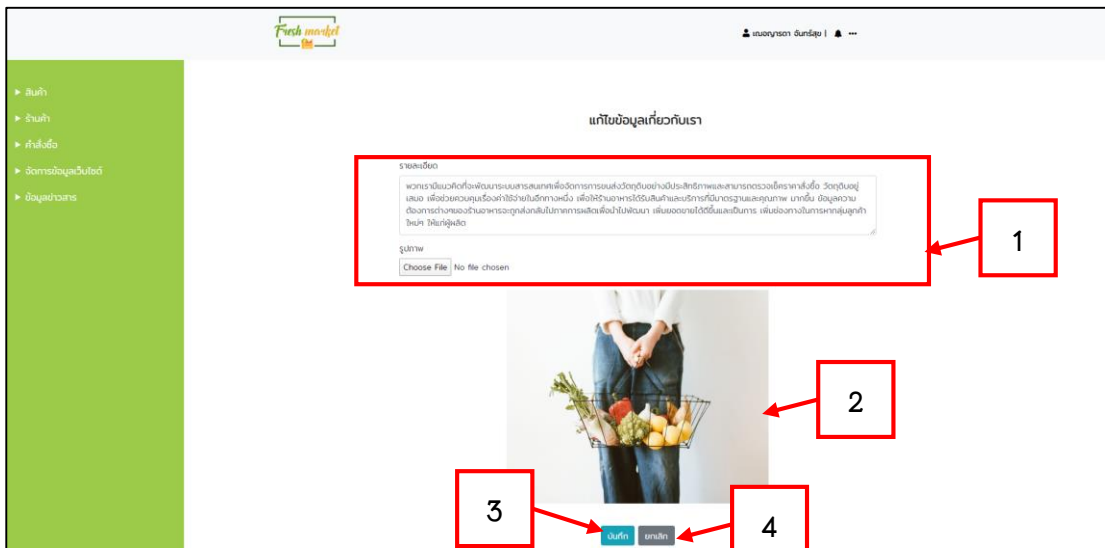 Fresh market
เฌอญารดา จันทร์สุข |
สินค้า
ร้านค้า
คำสั่งซื้อ
จัดการข้อมูลเว็บไซต์
ข้อมูลข่าวสาร
แก้ไขข้อมูลเกี่ยวกับเรา
รายละเอียด
พวกเรามีแนวคิดที่จะพัฒนาระบบสารสนเทศเพื่อจัดการการขนส่งวัตถุดิบอย่างมีประสิทธิภาพและสามารถตรวจเช็คราคาสั่งซื้อ วัตถุดิบอยู่
เสมอ เพื่อช่วยควบคุมเรื่องค่าใช้จ่ายในอีกทางหนึ่ง เพื่อให้ร้านอาหารได้รับสินค้าและบริการที่มีมาตรฐานและคุณภาพ มากขึ้น ข้อมูลความ
ต้องการต่างๆของร้านอาหารจะถูกส่งกลับไปภาคการผลิตเพื่อนำไปพัฒนา เพิ่มยอดขายได้ดีขึ้นและเป็นการ เพิ่มช่องทางในการหากลุ่มลูกค้า
ใหม่ๆ ให้แก่ผู้ผลิต
รูปภาพ
Choose File No file chosen
1
2
3
4
บันทึก ยกเลิก